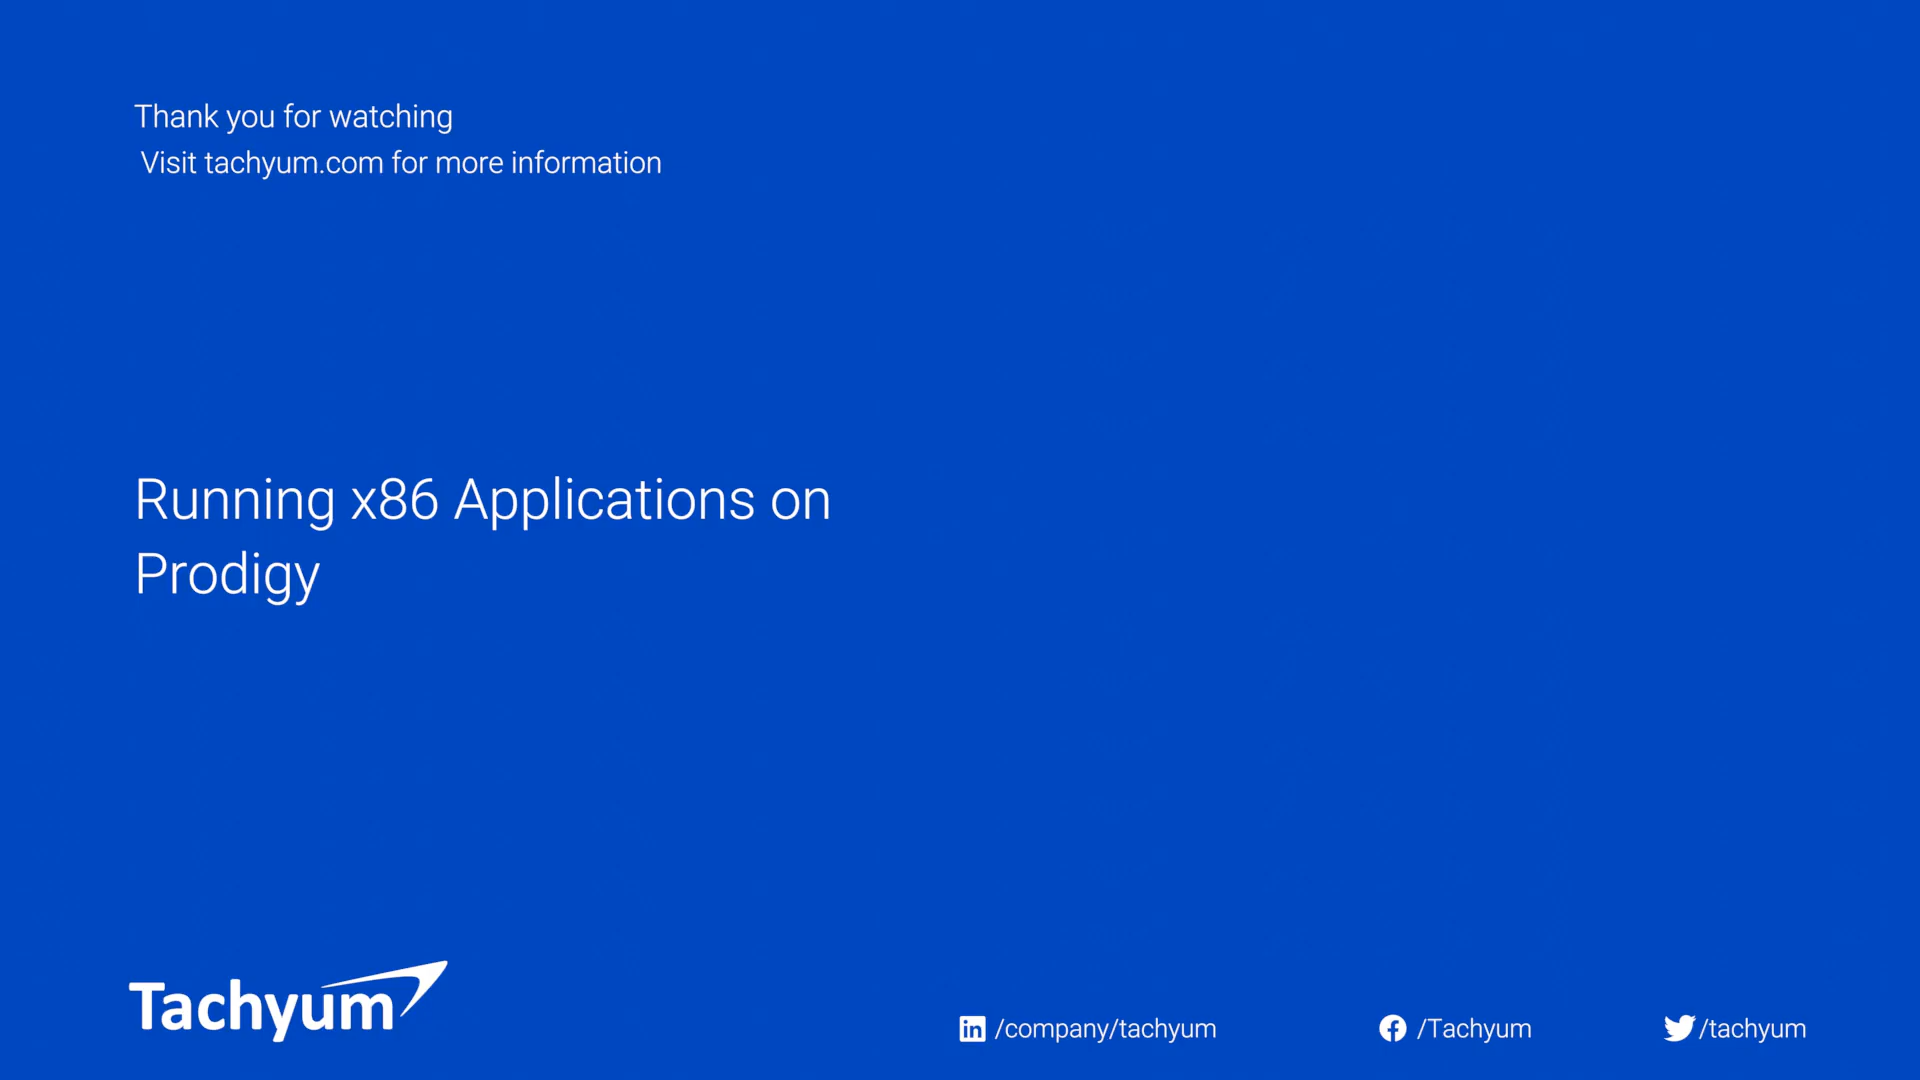 Thank you for watching
Visit tachyum.com for more information
Running x86 Applications on
Prodigy
Tachyum
/company/tachyum
/Tachyum
/tachyum